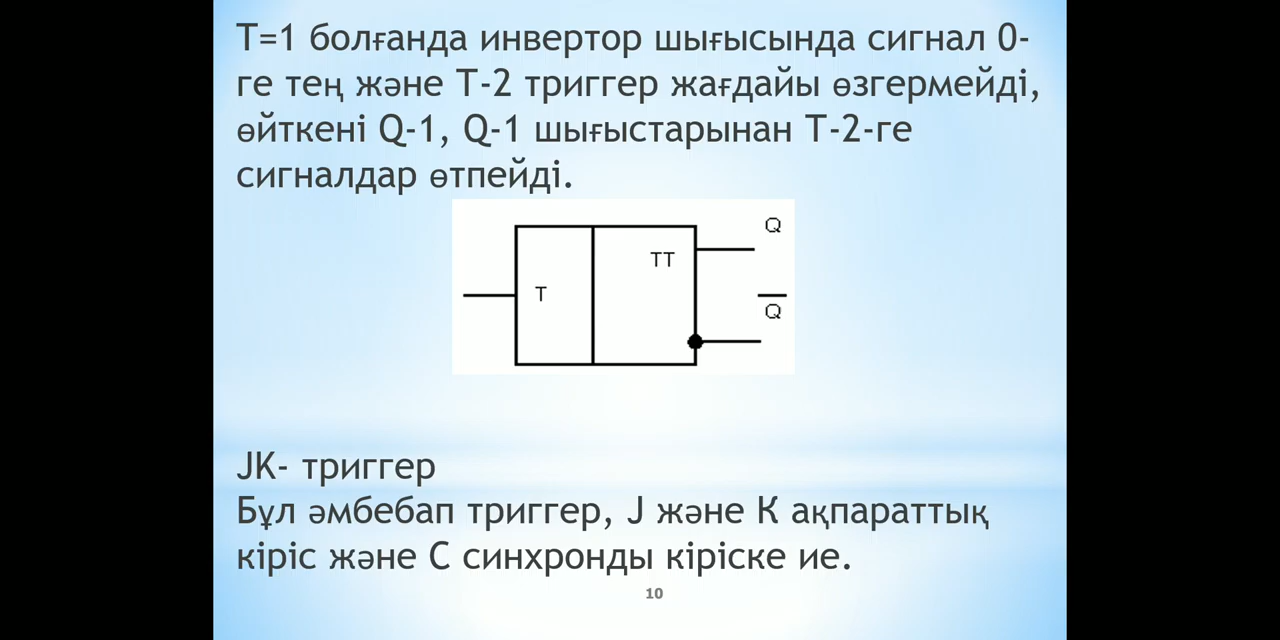 Т=1 болғанда инвертор шығысында сигнал 0-
ге тең және Т-2 триггер жағдайы өзгермейді,
өйткені Q-1, Q-1 шығыстарынан Т-2-ге
сигналдар өтпейді.
Q
TT
T
Q
JK- триггер
Бұл әмбебап триггер, J және К ақпараттық
кіріс және С синхронды кіріске ие.
10